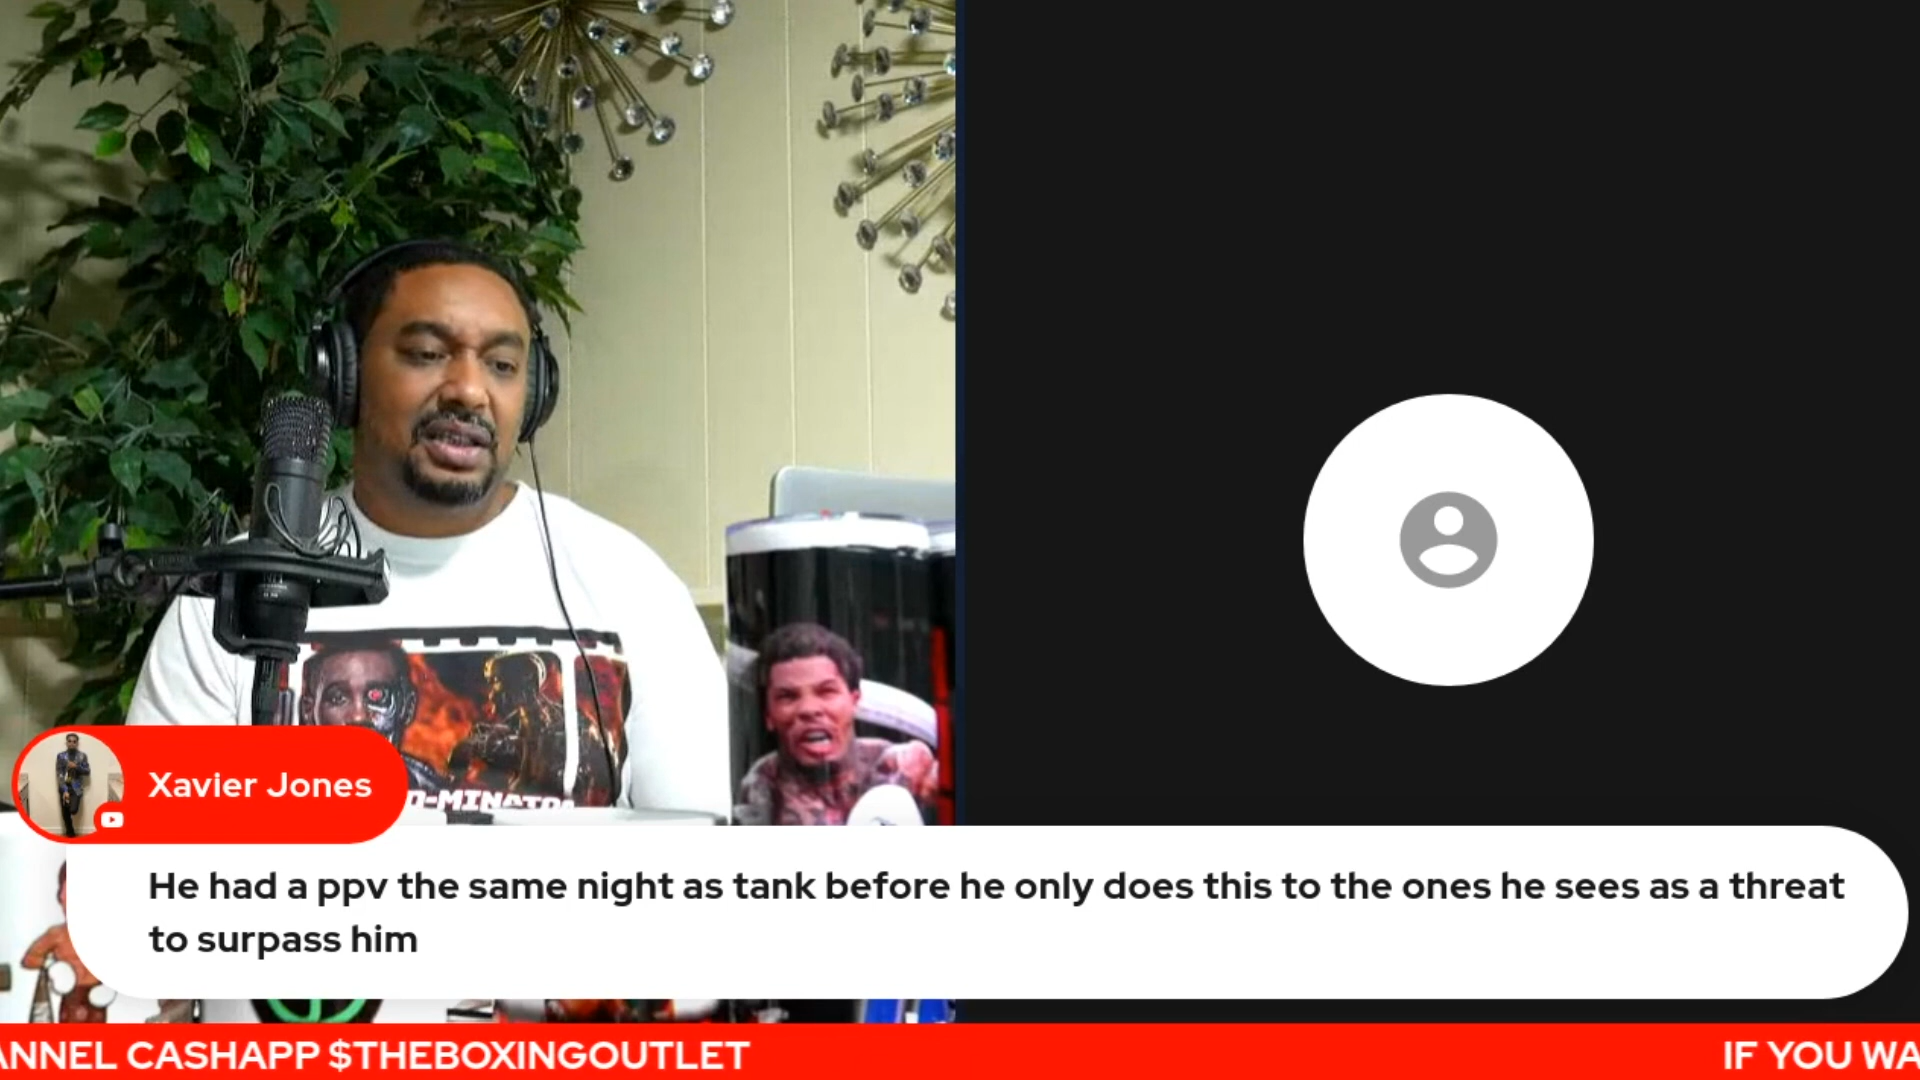 D-MINATOR
Xavier Jones
He had a ppv the same night as tank before he only does this to the ones he sees as a threat
to surpass him
ANNEL CASHAPP $THEBOXINGOUTLET
IF YOU WA